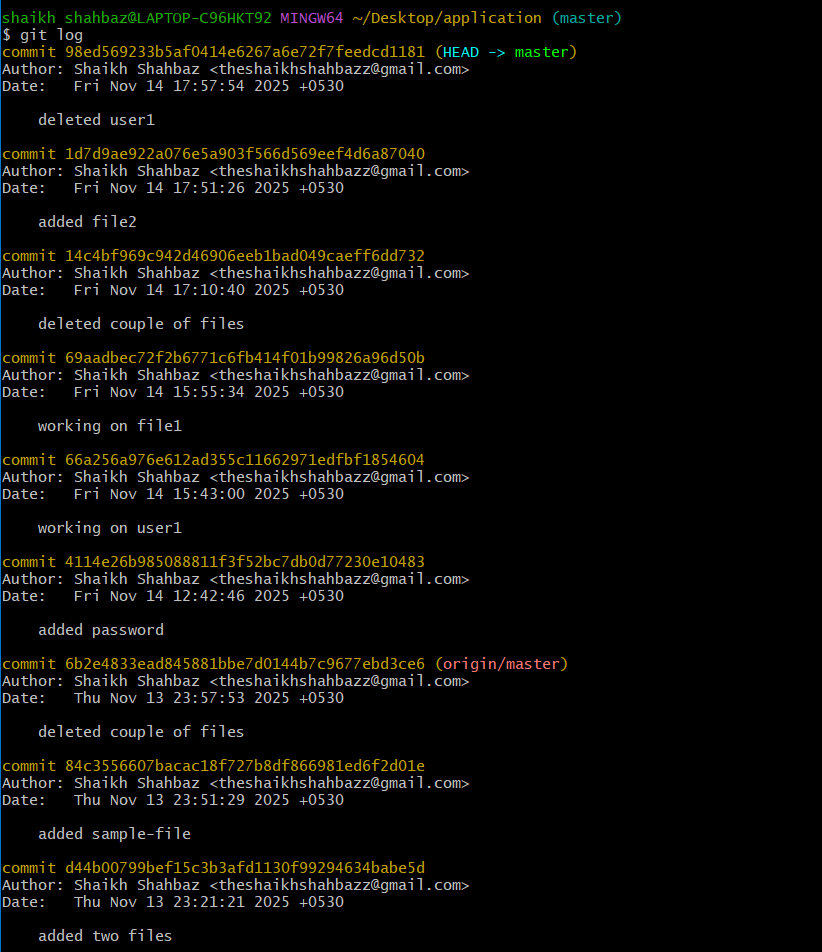 shaikh shahbaz@LAPTOP-C96HKT92 MINGW64 ~/Desktop/application (master)
$ git log
commit 98ed569233b5af0414e6267a6e72f7feedcd1181 (HEAD -> master)
Author: Shaikh Shahbaz <theshaikhshahbazz@gmail.com>
Date:   Fri Nov 14 17:57:54 2025 +0530
deleted user1
commit 1d7d9ae922a076e5a903f566d569eef4d6a87040
Author: Shaikh Shahbaz <theshaikhshahbazz@gmail.com>
Date:   Fri Nov 14 17:51:26 2025 +0530
added file2
commit 14c4bf969c942d46906eeb1bad049caeff6dd732
Author: Shaikh Shahbaz <theshaikhshahbazz@gmail.com>
Date:   Fri Nov 14 17:10:40 2025 +0530
deleted couple of files
commit 69aadbec72f2b6771c6fb414f01b99826a96d50b
Author: Shaikh Shahbaz <theshaikhshahbazz@gmail.com>
Date:   Fri Nov 14 15:55:34 2025 +0530
working on file1
commit 66a256a976e612ad355c11662971edfbf1854604
Author: Shaikh Shahbaz <theshaikhshahbazz@gmail.com>
Date:   Fri Nov 14 15:43:00 2025 +0530
working on user1
commit 4114e26b985088811f3f52bc7db0d77230e10483
Author: Shaikh Shahbaz <theshaikhshahbazz@gmail.com>
Date:   Fri Nov 14 12:42:46 2025 +0530
added password
commit 6b2e4833ead845881bbe7d0144b7c9677ebd3ce6 (origin/master)
Author: Shaikh Shahbaz <theshaikhshahbazz@gmail.com>
Date:   Thu Nov 13 23:57:53 2025 +0530
deleted couple of files
commit 84c3556607bacac18f727b8df866981ed6f2d01e
Author: Shaikh Shahbaz <theshaikhshahbazz@gmail.com>
Date:   Thu Nov 13 23:51:29 2025 +0530
added sample-file
commit d44b00799bef15c3b3afd1130f99294634babe5d
Author: Shaikh Shahbaz <theshaikhshahbazz@gmail.com>
Date:   Thu Nov 13 23:21:21 2025 +0530
added two files